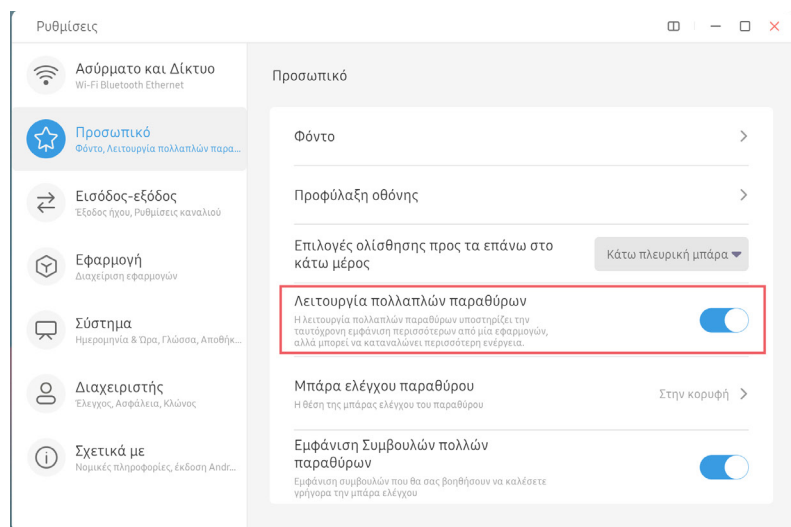 Ρυθμίσεις
Ασύρματο και Δίκτυο
Wi-Fi Bluetooth Ethernet
Προσωπικό
Φόντο, Λειτουργία πολλαπλών παρα...
Εισόδος-εξόδος
Έξοδος ήχου, Ρυθμίσεις καναλιού
Εφαρμογή
Διαχείριση εφαρμογών
Σύστημα
Ημερομηνία & Ώρα, Γλώσσα, Αποθήκ...
Διαχειριστής
Έλεγχος, Ασφάλεια, Κλώνος
Σχετικά με
Νομικές πληροφορίες, έκδοση Andr...
Προσωπικό
Φόντο
Προφύλαξη οθόνης
Επιλογές ολίσθησης προς τα επάνω στο
κάτω μέρος
Κάτω πλευρική μπάρα
Λειτουργία πολλαπλών παραθύρων
Η λειτουργία πολλαπλών παραθύρων υποστηρίζει την
ταυτόχρονη εμφάνιση περισσότερων από μία εφαρμογών,
αλλά μπορεί να καταναλώνει περισσότερη ενέργεια.
Μπάρα ελέγχου παραθύρου
Η θέση της μπάρας ελέγχου του παραθύρου
Στην κορυφή
Εμφάνιση Συμβουλών πολλών
παραθύρων
Εμφάνιση συμβουλών που θα σας βοηθήσουν να καλέσετε
γρήγορα την μπάρα ελέγχου